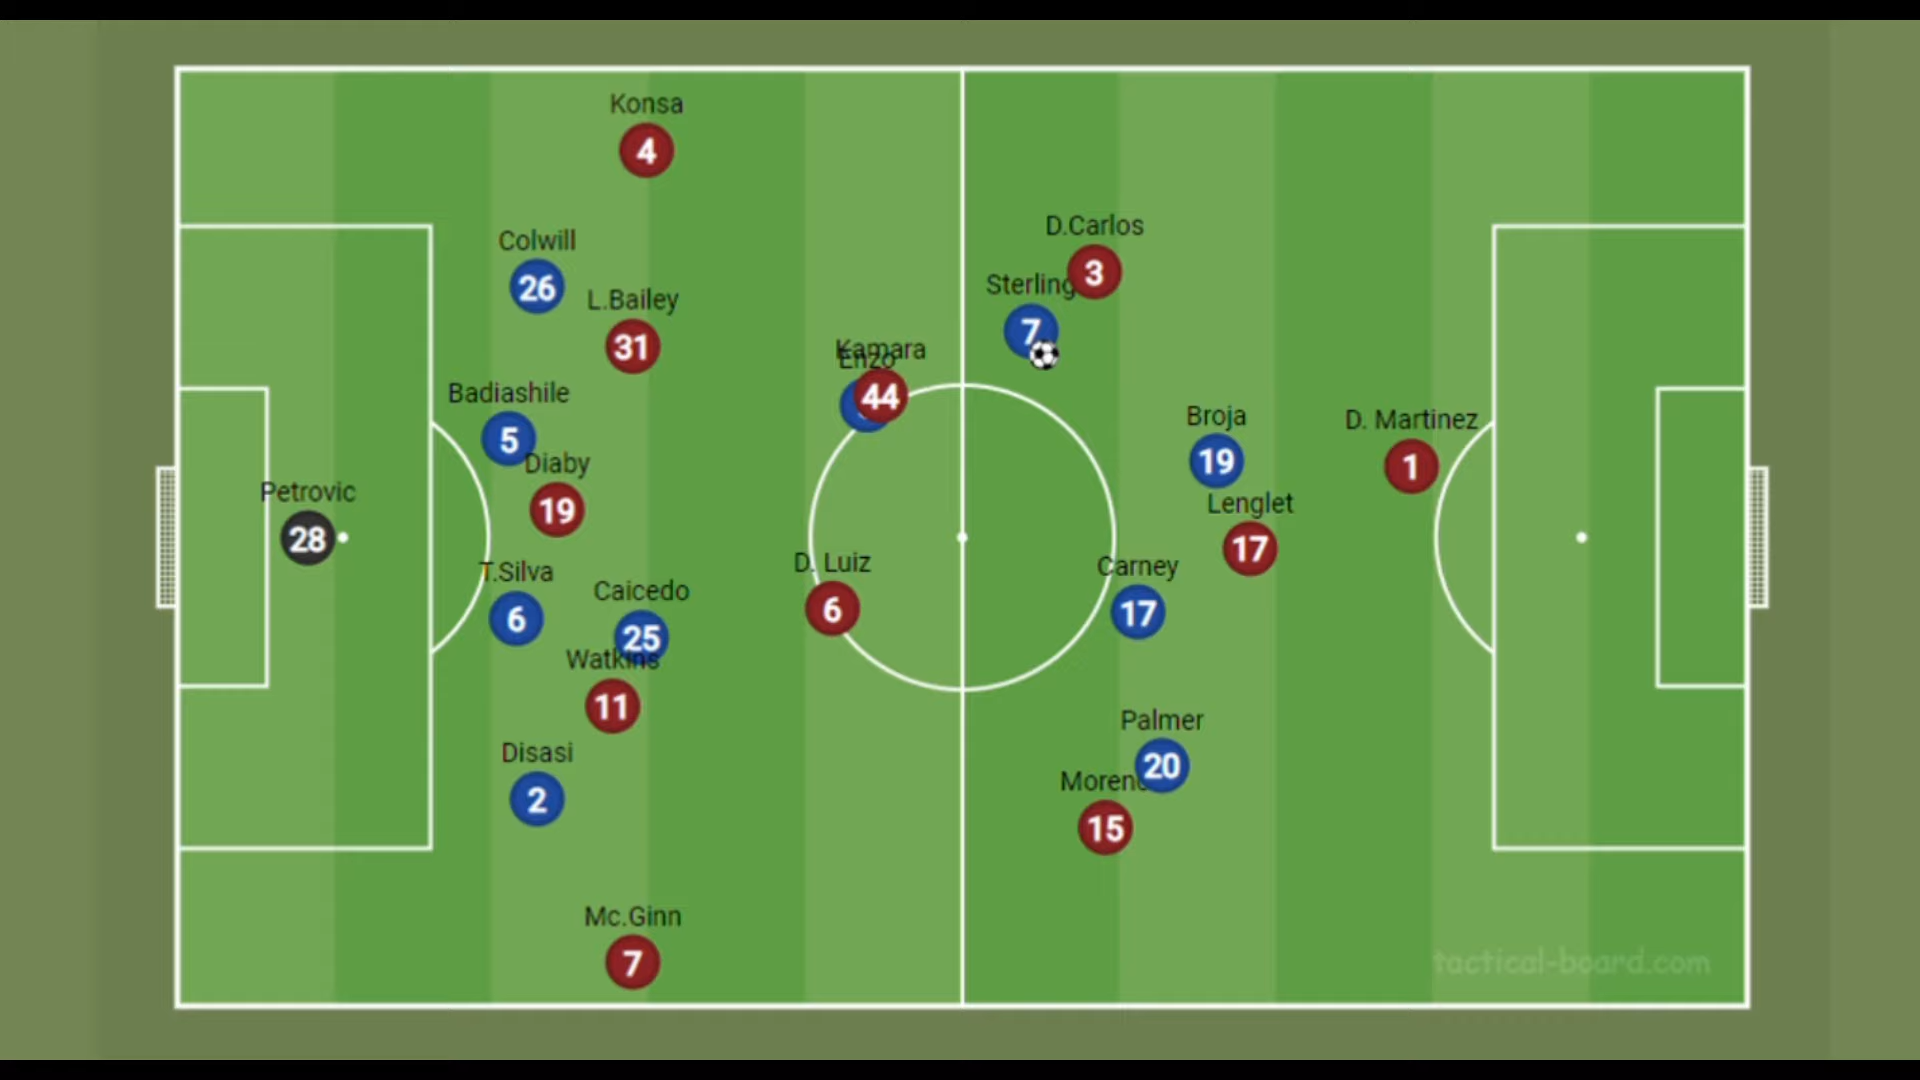 Konsa
4
D.Carlos
3
Colwill
26
Sterling
7
L.Bailey
31
Kamara
Enzo
44
Badiashile
5
Broja
19
D. Martinez
1
Diaby
19
Petrovic
28
Lenglet
17
D. Luiz
6
T.Silva
6
Carney
17
Caicedo
25
Watkins
11
Palmer
20
Disasi
2
Moreno
15
Mc.Ginn
7
tactical-board.com